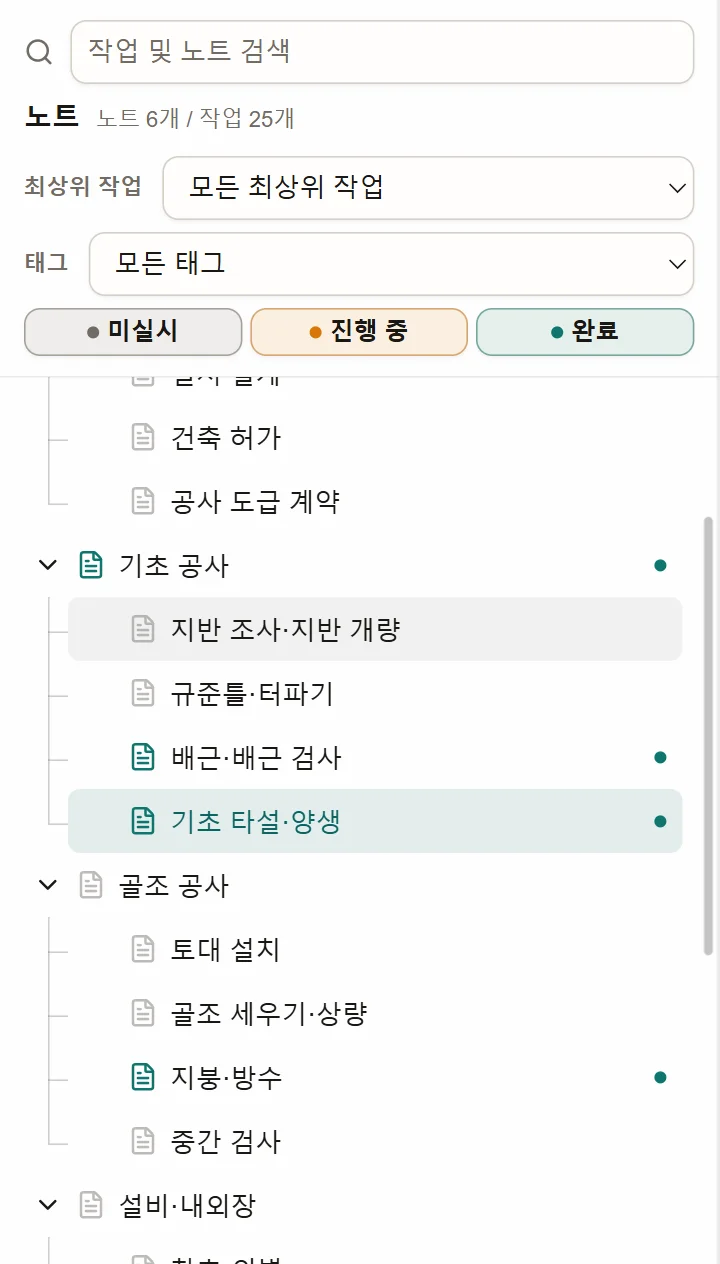 작업 및 노트 검색
노트 노트 6개 / 작업 25개
최상위 작업 모든 최상위 작업
태그 모든 태그
미실시 진행 중 완료
건축 허가
공사 도급 계약
기초 공사
지반 조사·지반 개량
규준틀·터파기
배근·배근 검사
기초 타설·양생
골조 공사
토대 설치
골조 세우기·상량
지붕·방수
중간 검사
설비·내외장